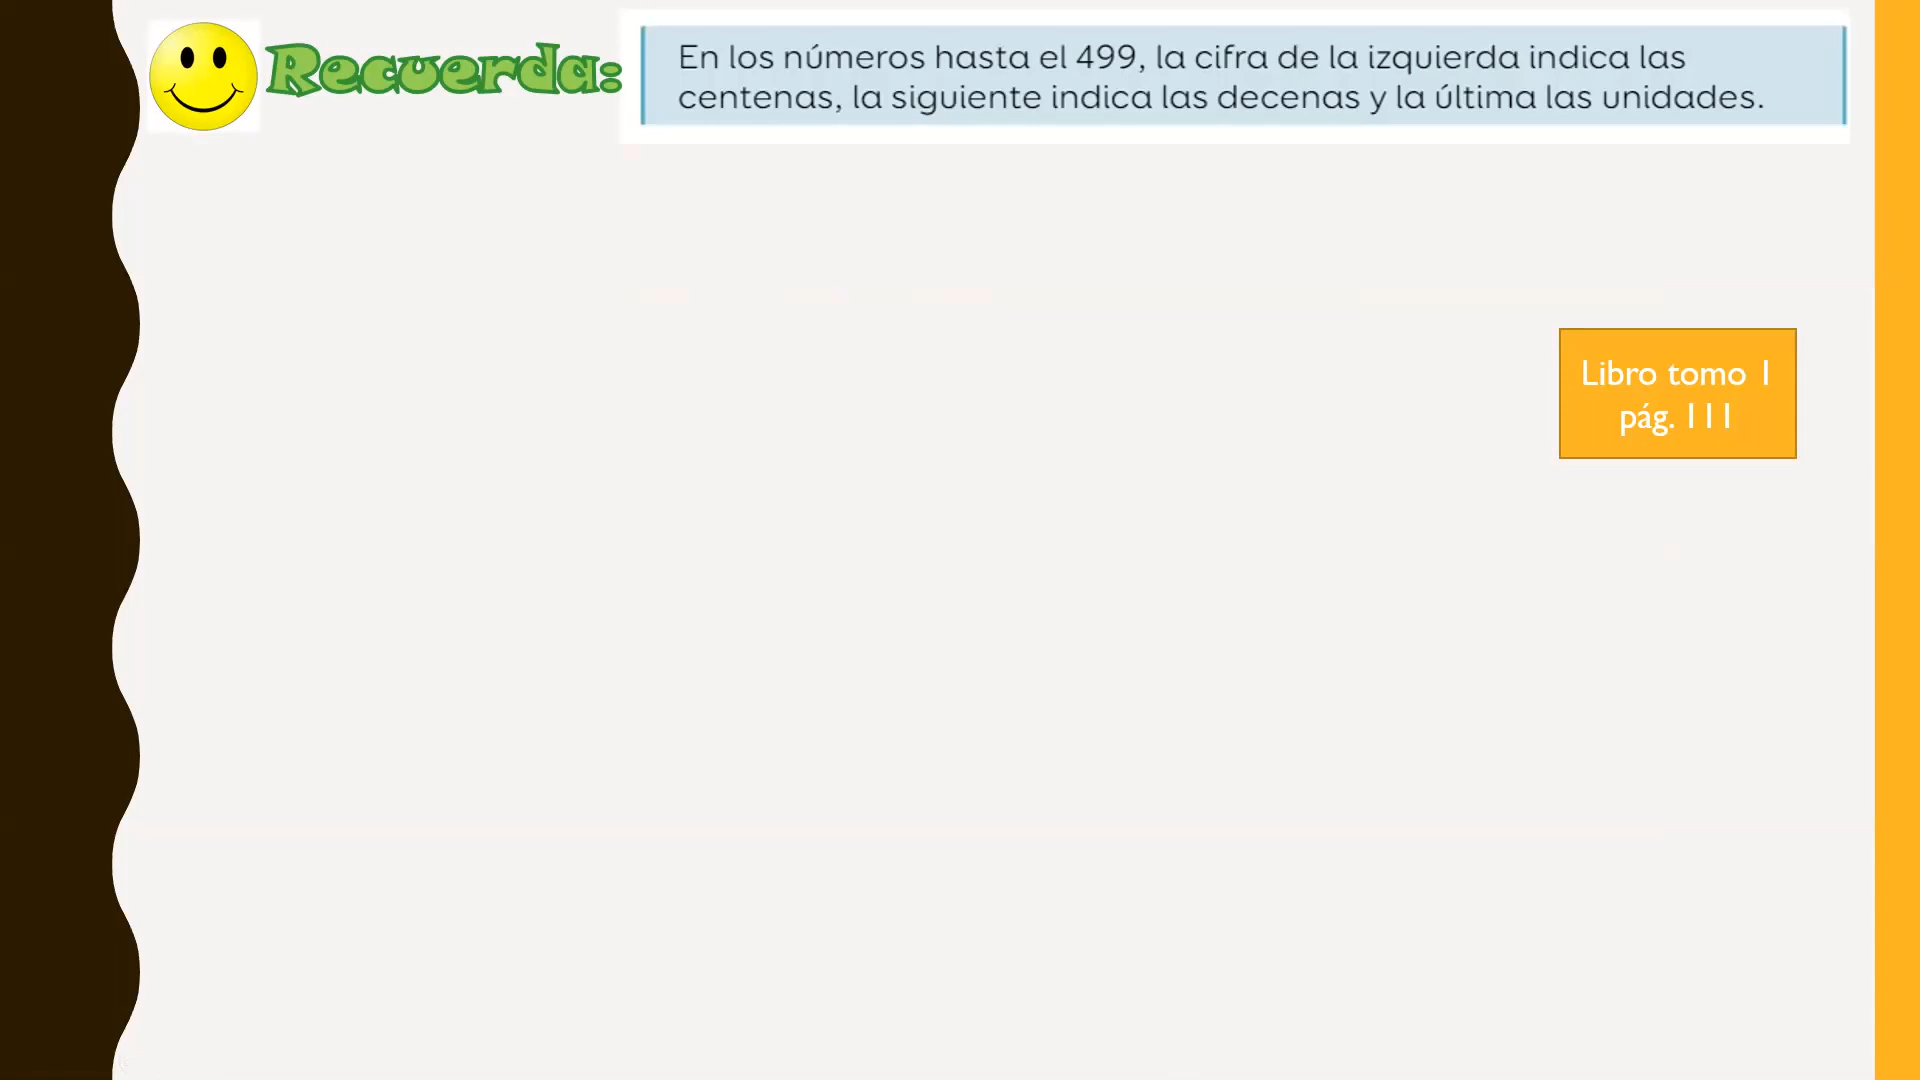 Recuerda:
En los números hasta el 499, la cifra de la izquierda indica las
centenas, la siguiente indica las decenas y la última las unidades.
Libro tomo 1
pág. 111